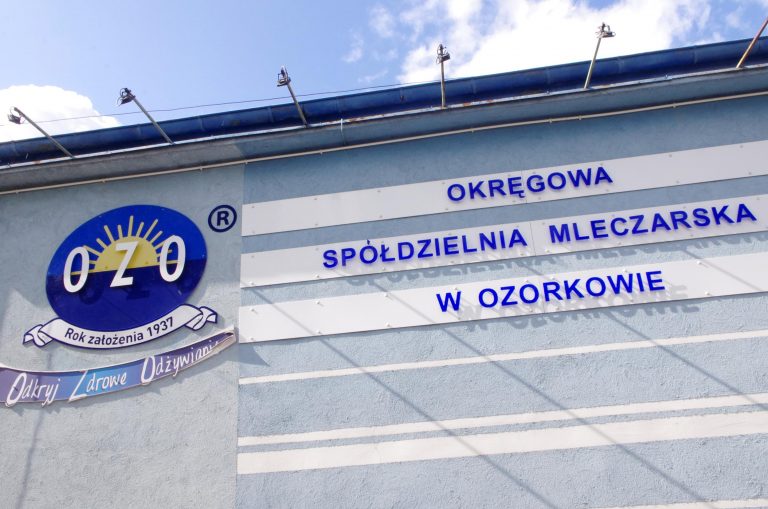 OZO
®
Rok założenia 1937
Odkryj Zdrowe Odżywianie
OKRĘGOWA
SPÓŁDZIELNIA MLECZARSKA
W OZORKOWIE